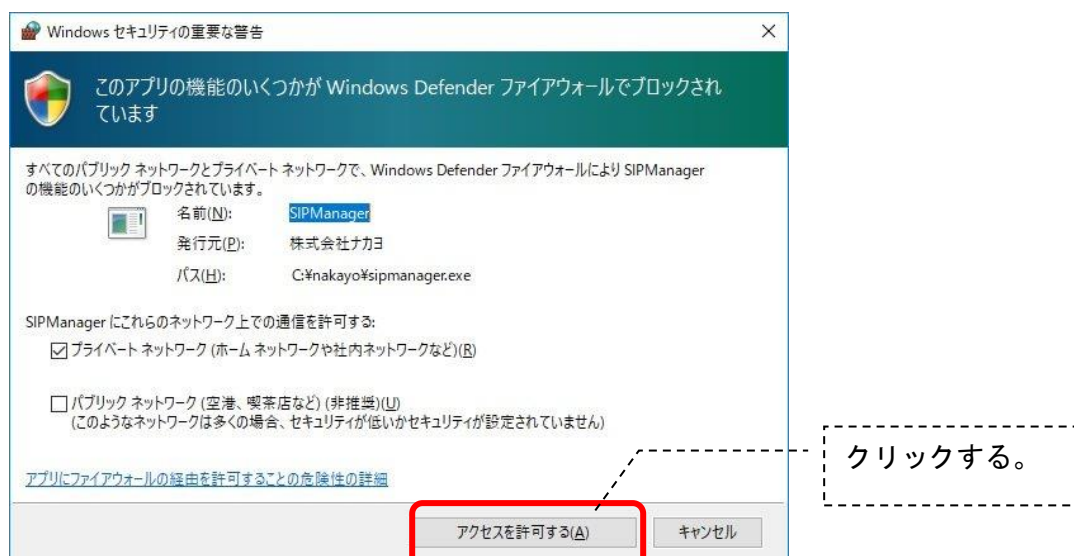 Windows セキュリティの重要な警告
このアプリの機能のいくつかが Windows Defender ファイアウォールでブロックされ
ています
すべてのパブリック ネットワークとプライベート ネットワークで、Windows Defender ファイアウォールにより SIPManager
の機能のいくつかがブロックされています。
名前(N): SIPManager
発行元(P): 株式会社ナカヨ
パス(H): C:¥nakayo¥sipmanager.exe
SIPManager にこれらのネットワーク上での通信を許可する:
プライベート ネットワーク (ホーム ネットワークや社内ネットワークなど)(R)
パブリック ネットワーク (空港、喫茶店など) (非推奨)(U)
(このようなネットワークは多くの場合、セキュリティが低いかセキュリティが設定されていません)
クリックする。
アプリにファイアウォールの経由を許可することの危険性の詳細
アクセスを許可する(A) キャンセル